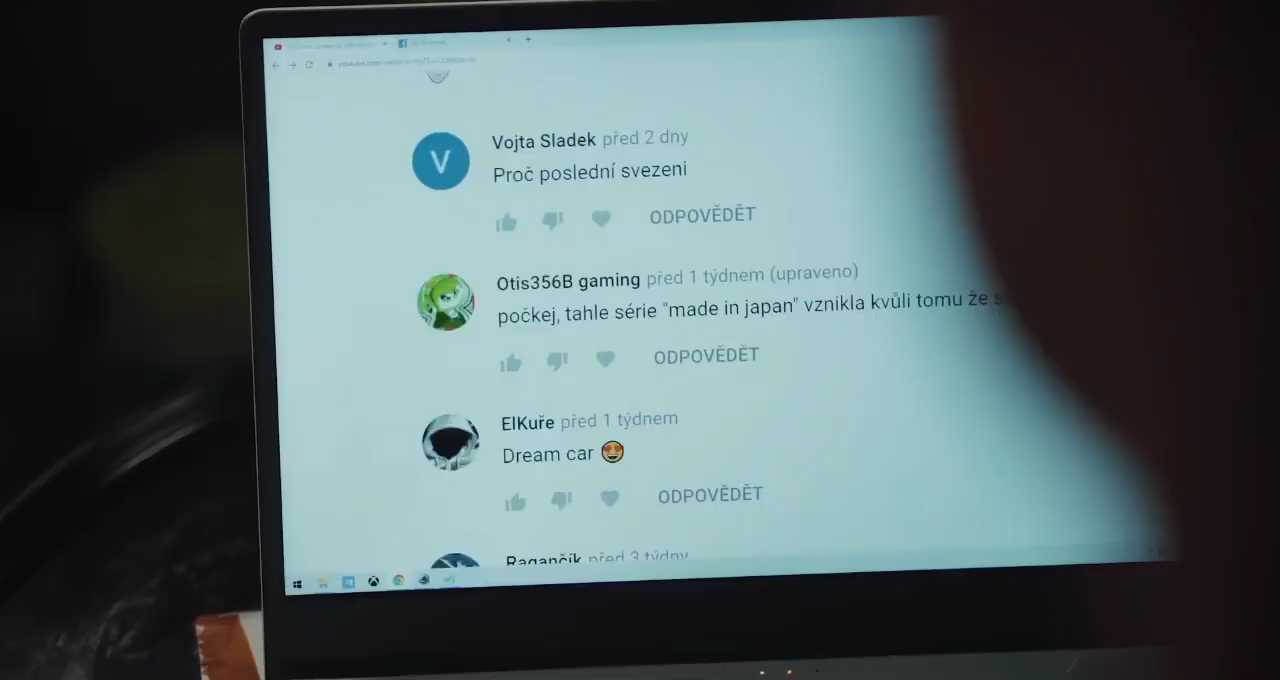 Vojta Sladek před 2 dny
Proč poslední svezeni
ODPOVĚDĚT
Otis356B gaming před 1 týdnem (upraveno)
počkej, tahle série "made in japan" vznikla kvůli tomu že s
ODPOVĚDĚT
ElKuře před 1 týdnem
Dream car 😍
ODPOVĚDĚT
Ragančík před 3 týdny